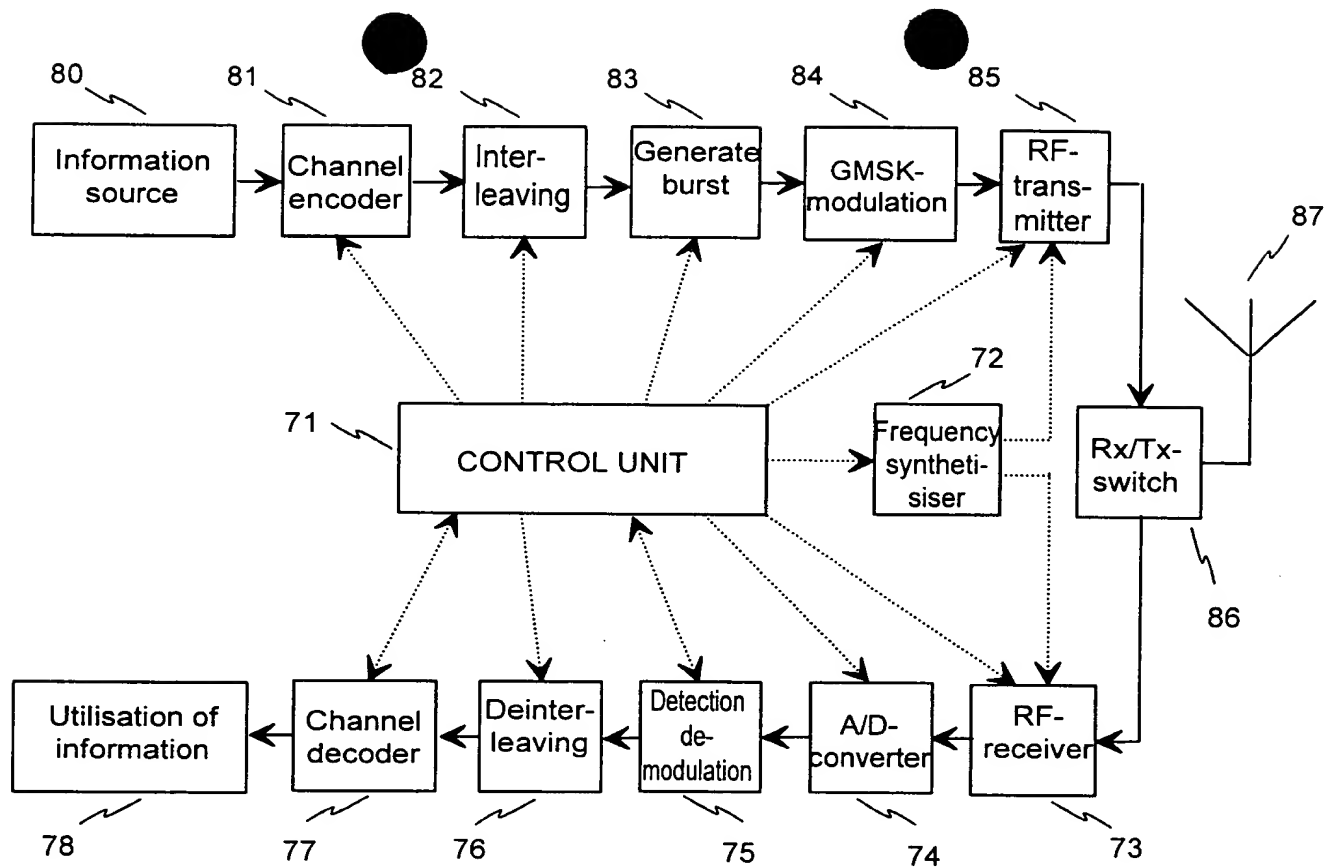 80
81
82
83
84
85
Information
source
Channel
encoder
Inter-
leaving
Generate
burst
GMSK-
modulation
RF-
trans-
mitter
87
71
CONTROL UNIT
72
Frequency
syntheti-
siser
Rx/Tx-
switch
86
Utilisation of
information
Channel
decoder
Deinter-
leaving
Detection
de-
modulation
A/D-
converter
RF-
receiver
78
77
76
75
74
73